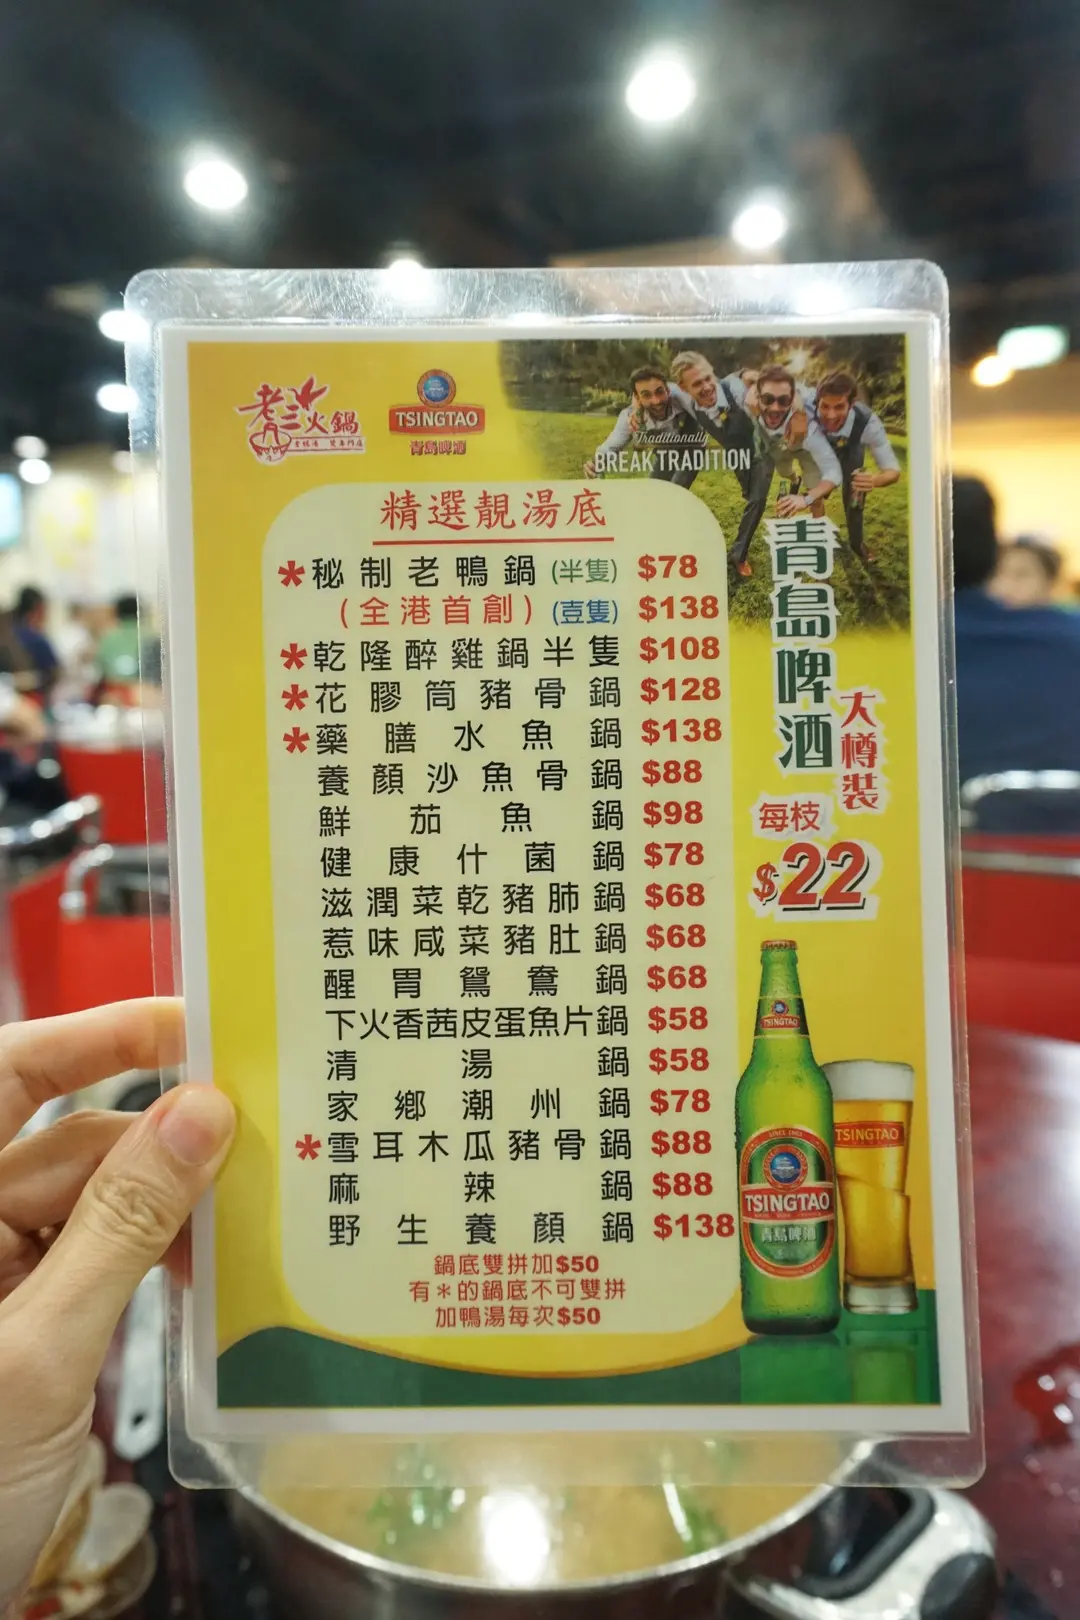 老三火鍋
TSINGTAO
青島啤酒
Traditionally
BREAK TRADITION
精選靚湯底
*秘制老鴨鍋(半隻) $78
(全港首創)(壹隻) $138
*乾隆醉雞鍋半隻 $108
*花膠筒豬骨鍋 $128
*藥膳水魚鍋 $138
養顏沙魚骨鍋 $88
鮮茄魚鍋 $98
健康什菌鍋 $78
滋潤菜乾豬肺鍋 $68
惹味咸菜豬肚鍋 $68
醒胃鴛鴦鍋 $68
下火香茜皮蛋魚片鍋 $58
清湯鍋 $58
家鄉潮州鍋 $78
*雪耳木瓜豬骨鍋 $88
麻辣鍋 $88
野生養顏鍋 $138
鍋底雙拼加$50
有*的鍋底不可雙拼
加鴨湯每次$50
青島啤酒
大樽裝
每枝
$22
TSINGTAO
TSINGTAO
青島啤酒
TSINGTAO